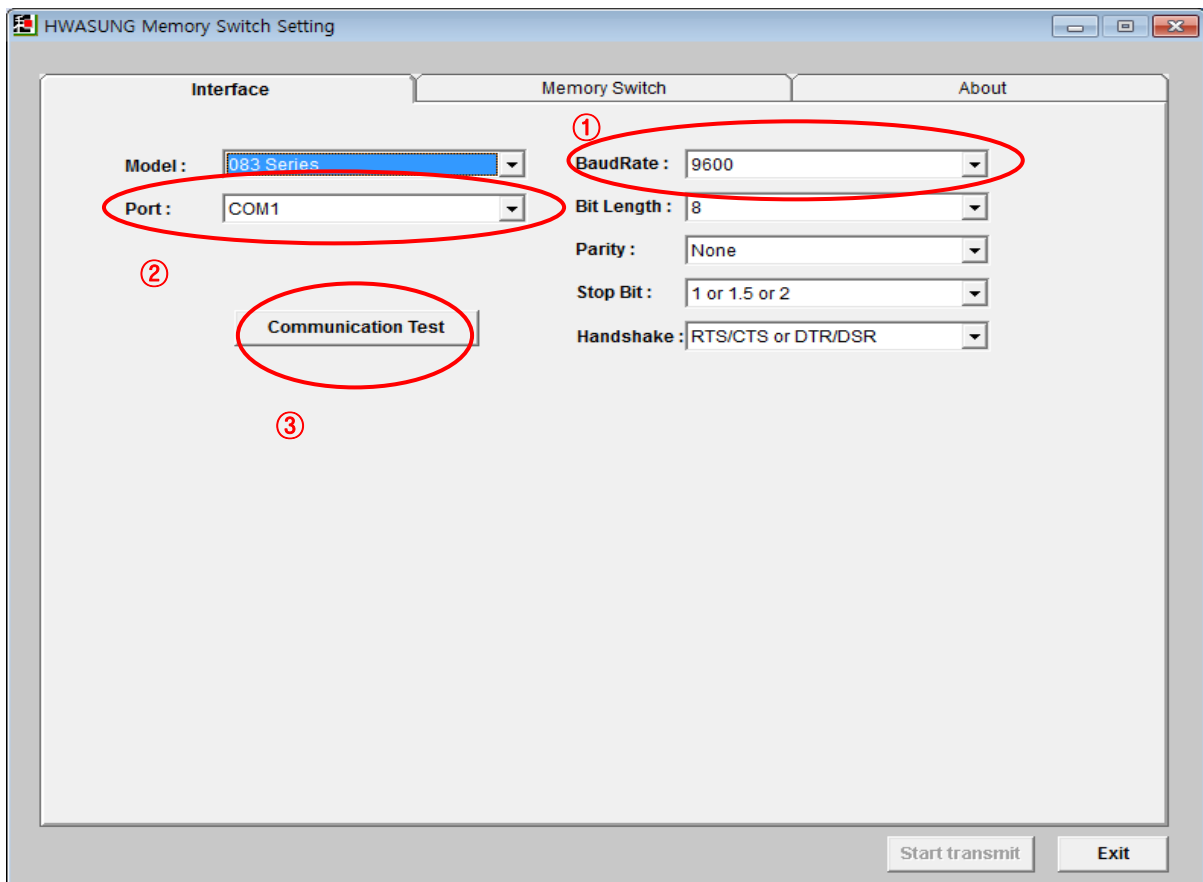 HWASUNG Memory Switch Setting
Interface
Memory Switch
About
①
Model :
083 Series
BaudRate :
9600
Port :
COM1
Bit Length :
8
Parity :
None
②
Stop Bit :
1 or 1.5 or 2
Communication Test
Handshake :
RTS/CTS or DTR/DSR
③
Start transmit
Exit